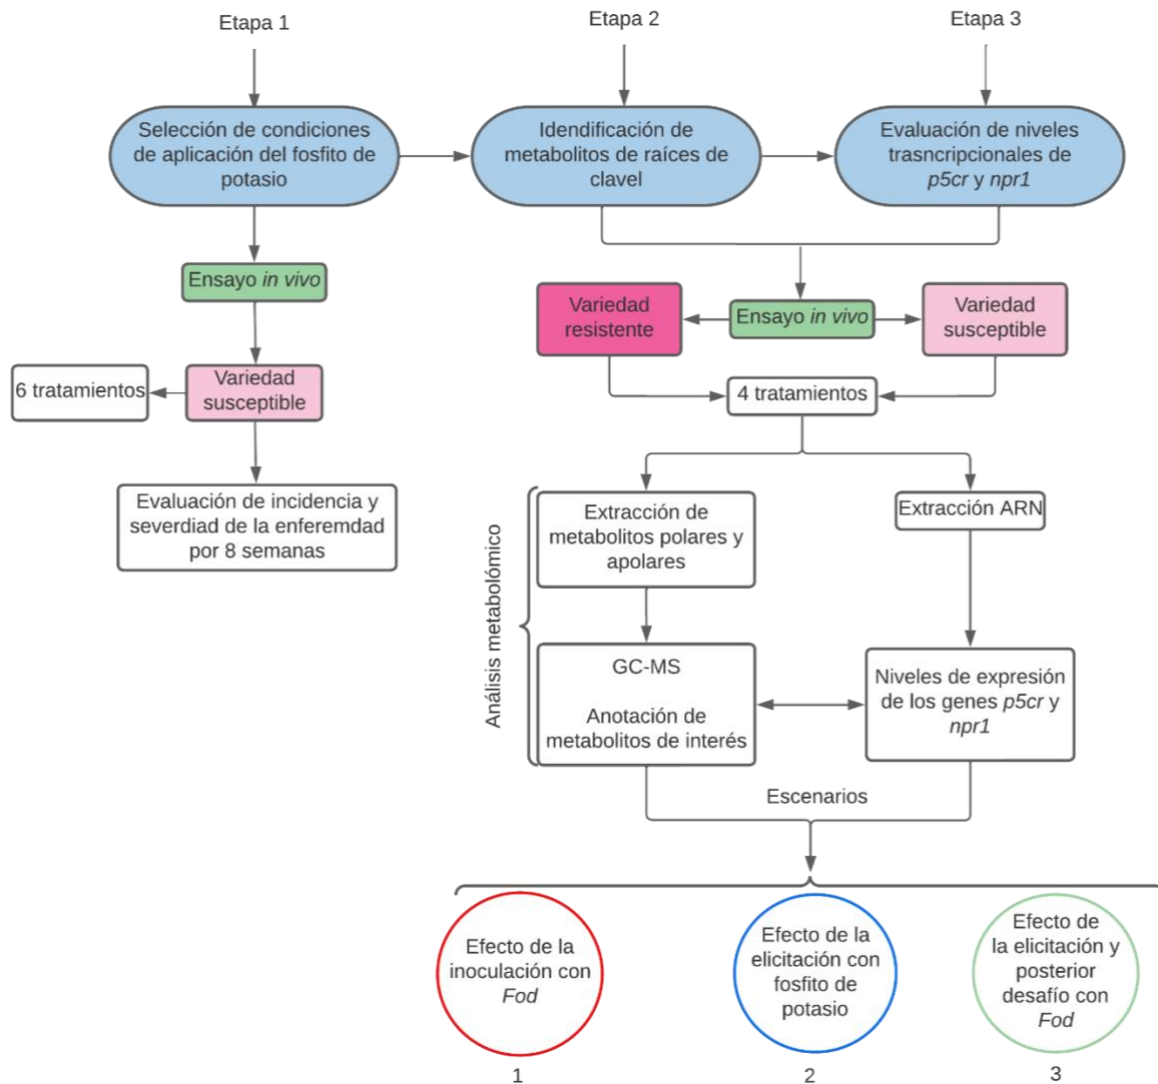 Etapa 1
Etapa 2
Etapa 3
Selección de condiciones
de aplicación del fosfito de
potasio
Idendificación de
metabolitos de raíces de
clavel
Evaluación de niveles
trasncripcionales de
p5cr y npr1
Ensayo in vivo
Variedad
susceptible
6 tratamientos
Evaluación de incidencia y
severdiad de la enferemdad
por 8 semanas
Variedad
resistente
Ensayo in vivo
Variedad
susceptible
4 tratamientos
Análisis metabolómico
Extracción de
metabolitos polares y
apolares
Extracción ARN
GC-MS
Anotación de
metabolitos de interés
Niveles de expresión
de los genes p5cr y
npr1
Escenarios
Efecto de la
inoculación con
Fod
Efecto de la
elicitación con
fosfito de
potasio
Efecto de
la elicitación y
posterior
desafío con
Fod
1
2
3